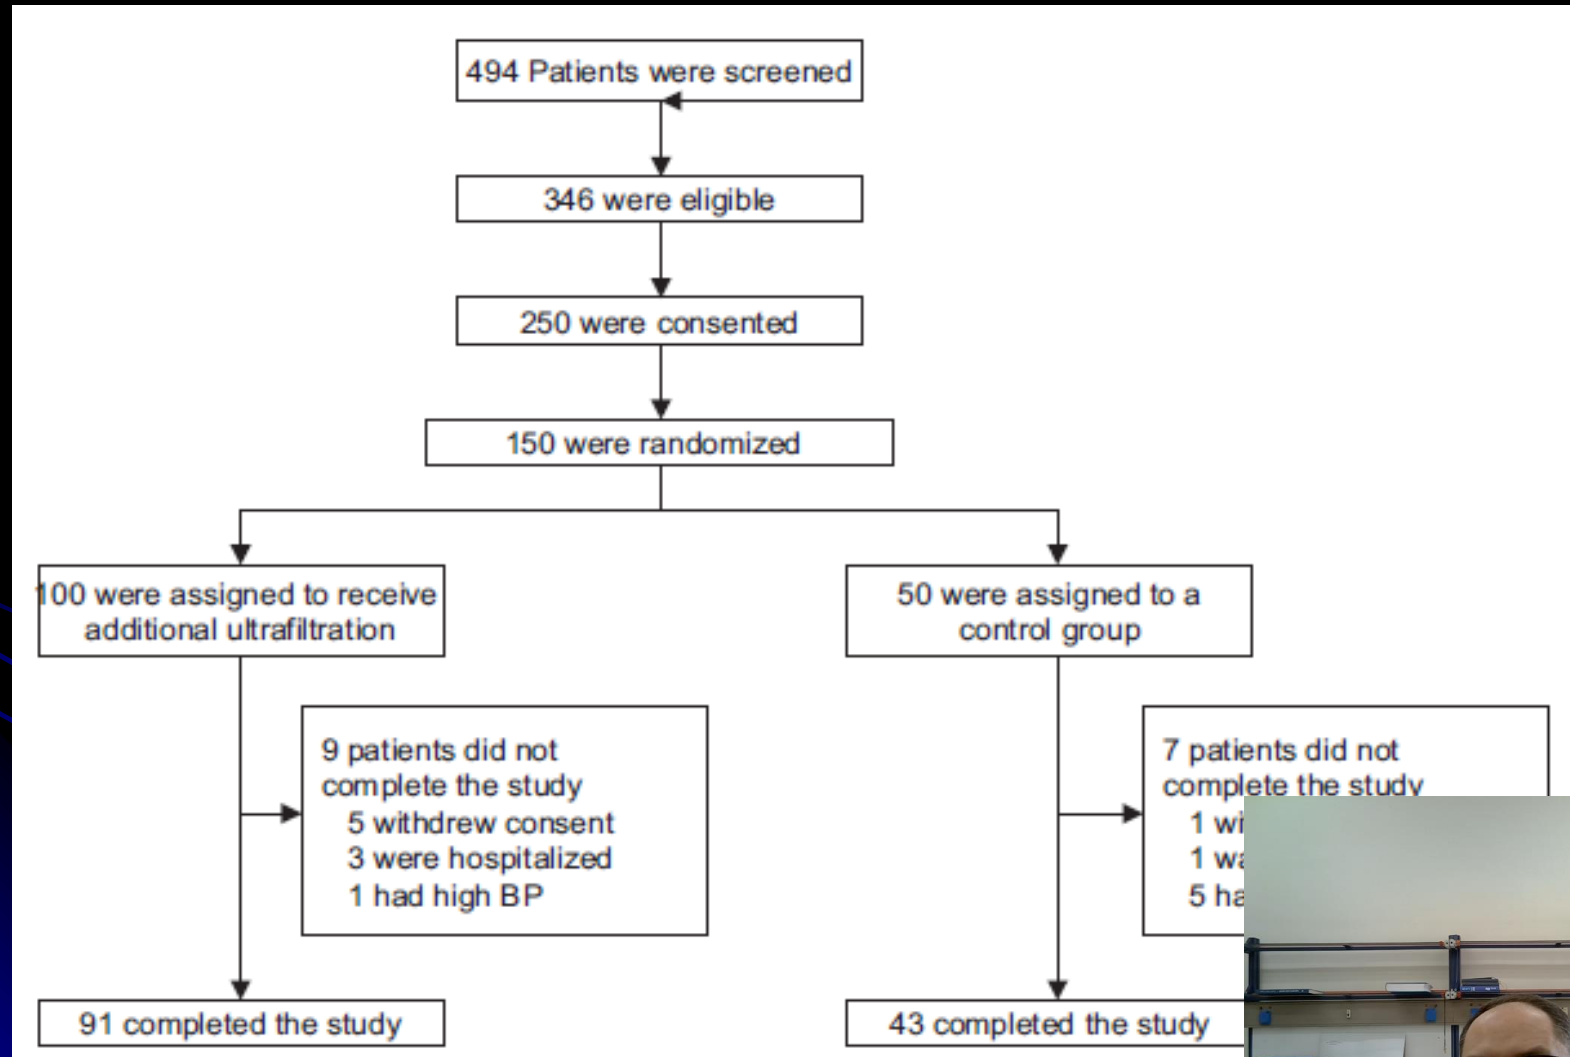 494 Patients were screened
346 were eligible
250 were consented
150 were randomized
100 were assigned to receive
additional ultrafiltration
50 were assigned to a
control group
9 patients did not
complete the study
5 withdrew consent
3 were hospitalized
1 had high BP
7 patients did not
complete the study
1
1
5
91 completed the study
43 completed the study